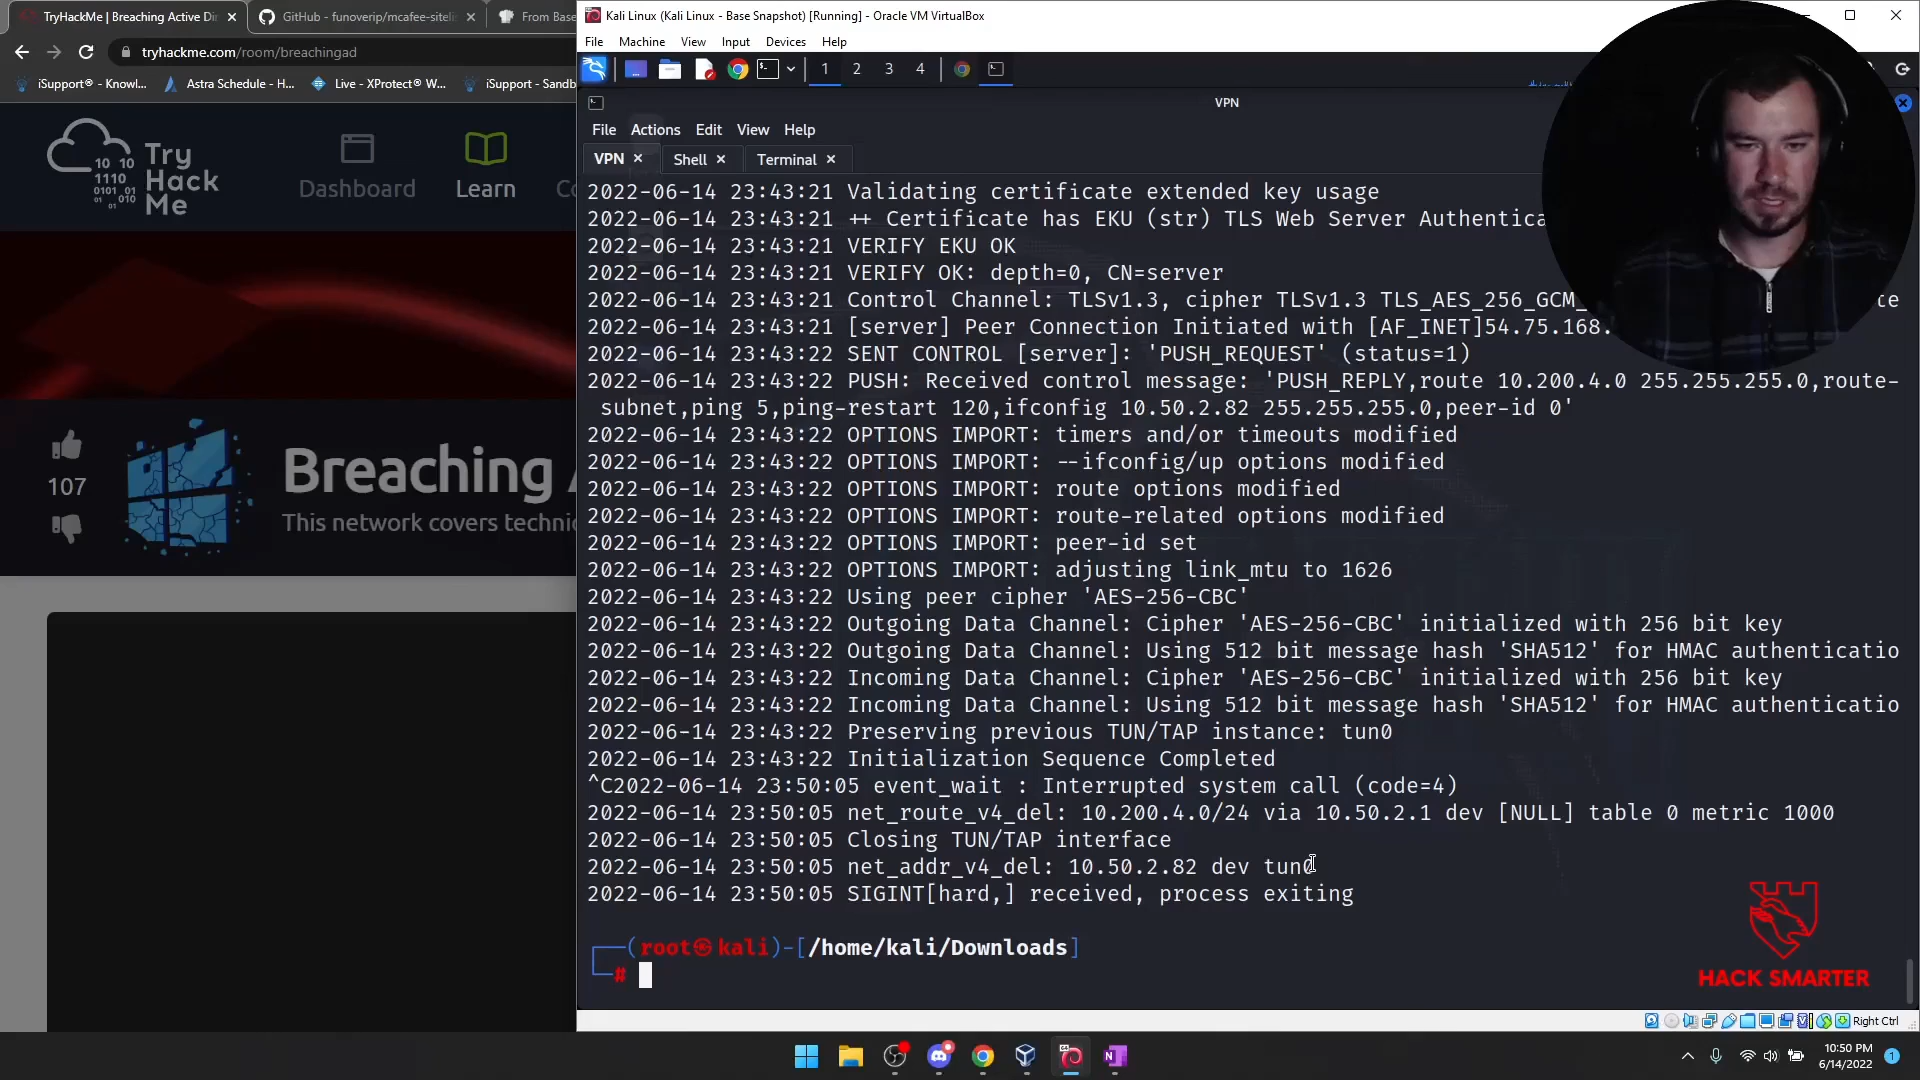 TryHackMe | Breaching Active Dir
GitHub - funoverip/mcafee-siteli
From Base
tryhackme.com/room/breachingad
iSupport® - Knowl...
Astra Schedule - H...
Live - XProtect® W...
iSupport - Sandb
10 10
1110
0101 01
01 01
Try
Hack
Me
Dashboard
Learn
107
Breaching A
This network covers techni
Kali Linux (Kali Linux - Base Snapshot) [Running] - Oracle VM VirtualBox
File Machine View Input Devices Help
1 2 3 4
VPN
File Actions Edit View Help
VPN Shell Terminal
2022-06-14 23:43:21 Validating certificate extended key usage
2022-06-14 23:43:21 ++ Certificate has EKU (str) TLS Web Server Authentica
2022-06-14 23:43:21 VERIFY EKU OK
2022-06-14 23:43:21 VERIFY OK: depth=0, CN=server
2022-06-14 23:43:21 Control Channel: TLSv1.3, cipher TLSv1.3 TLS_AES_256_GCM_ te
2022-06-14 23:43:21 [server] Peer Connection Initiated with [AF_INET]54.75.168.
2022-06-14 23:43:22 SENT CONTROL [server]: 'PUSH_REQUEST' (status=1)
2022-06-14 23:43:22 PUSH: Received control message: 'PUSH_REPLY,route 10.200.4.0 255.255.255.0,route-
subnet,ping 5,ping-restart 120,ifconfig 10.50.2.82 255.255.255.0,peer-id 0'
2022-06-14 23:43:22 OPTIONS IMPORT: timers and/or timeouts modified
2022-06-14 23:43:22 OPTIONS IMPORT: --ifconfig/up options modified
2022-06-14 23:43:22 OPTIONS IMPORT: route options modified
2022-06-14 23:43:22 OPTIONS IMPORT: route-related options modified
2022-06-14 23:43:22 OPTIONS IMPORT: peer-id set
2022-06-14 23:43:22 OPTIONS IMPORT: adjusting link_mtu to 1626
2022-06-14 23:43:22 Using peer cipher 'AES-256-CBC'
2022-06-14 23:43:22 Outgoing Data Channel: Cipher 'AES-256-CBC' initialized with 256 bit key
2022-06-14 23:43:22 Outgoing Data Channel: Using 512 bit message hash 'SHA512' for HMAC authenticatio
2022-06-14 23:43:22 Incoming Data Channel: Cipher 'AES-256-CBC' initialized with 256 bit key
2022-06-14 23:43:22 Incoming Data Channel: Using 512 bit message hash 'SHA512' for HMAC authenticatio
2022-06-14 23:43:22 Preserving previous TUN/TAP instance: tun0
2022-06-14 23:43:22 Initialization Sequence Completed
^C2022-06-14 23:50:05 event_wait : Interrupted system call (code=4)
2022-06-14 23:50:05 net_route_v4_del: 10.200.4.0/24 via 10.50.2.1 dev [NULL] table 0 metric 1000
2022-06-14 23:50:05 Closing TUN/TAP interface
2022-06-14 23:50:05 net_addr_v4_del: 10.50.2.82 dev tun0
2022-06-14 23:50:05 SIGINT[hard,] received, process exiting
(root㉿kali)-[/home/kali/Downloads]
#
HACK SMARTER
Right Ctrl
10:50 PM
6/14/2022
1